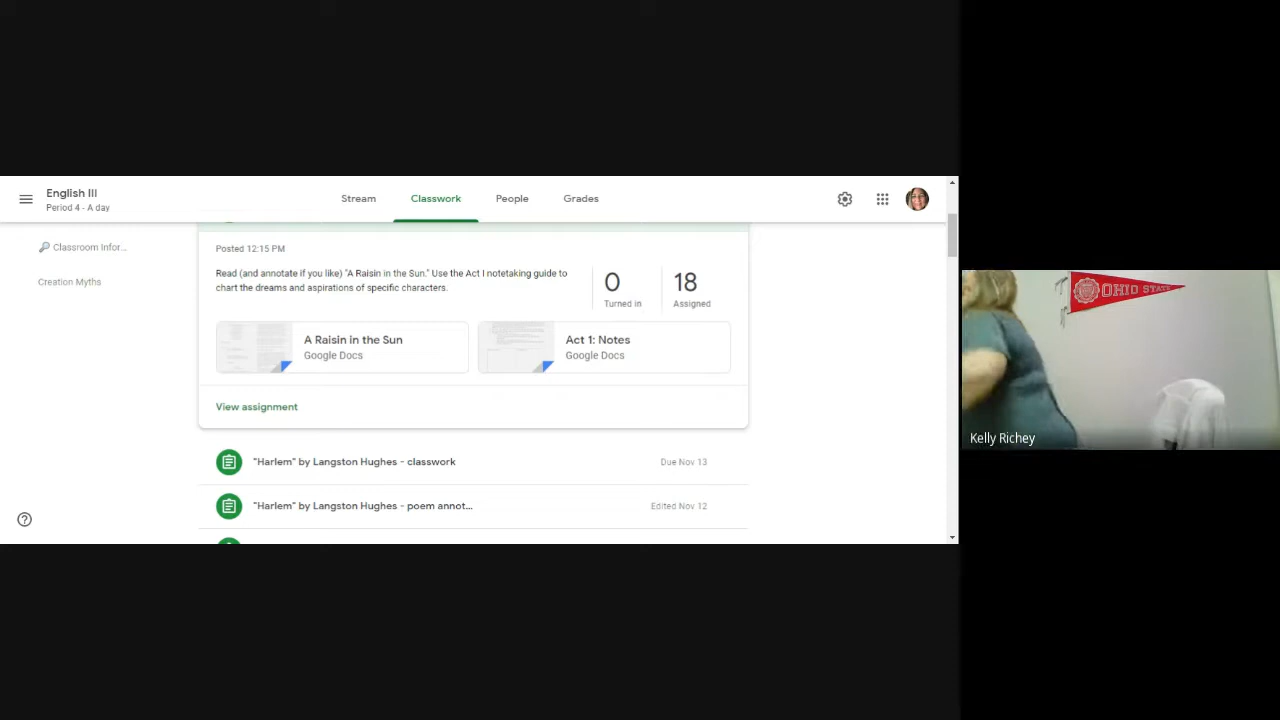 English III
Period 4 - A day
Stream
Classwork
People
Grades
Classroom Infor...
Creation Myths
Posted 12:15 PM
Read (and annotate if you like) "A Raisin in the Sun." Use the Act I notetaking guide to
chart the dreams and aspirations of specific characters.
0
Turned in
18
Assigned
A Raisin in the Sun
Google Docs
Act 1: Notes
Google Docs
View assignment
"Harlem" by Langston Hughes - classwork
Due Nov 13
"Harlem" by Langston Hughes - poem annot...
Edited Nov 12
OHIO STATE
Kelly Richey